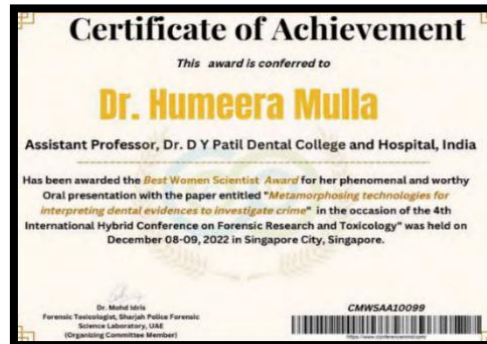 Certificate of Achievement
This award is conferred to
Dr. Humeera Mulla
Assistant Professor, Dr. D Y Patil Dental College and Hospital, India
Has been awarded the Best Women Scientist Award for her phenomenal and worthy
Oral presentation with the paper entitled "Metamorphosing technologies for
interpreting dental evidences to investigate crime" in the occasion of the 4th
International Hybrid Conference on Forensic Research and Toxicology" was held on
December 08-09, 2022 in Singapore City, Singapore.
Dr. Mohd Idris
Forensic Toxicologist, Sharjah Police Forensic
Science Laboratory, UAE
(Organizing Committee Member)
CMWSAA10099